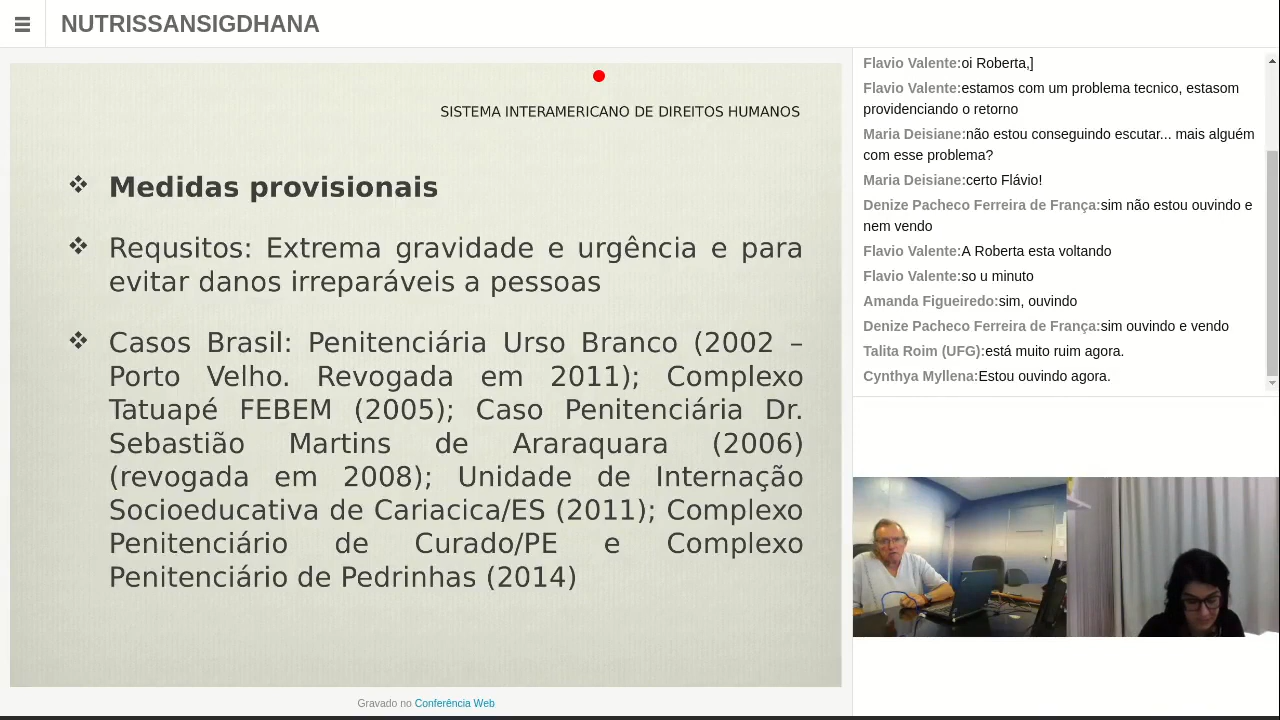 NUTRISSANSIGDHANA
SISTEMA INTERAMERICANO DE DIREITOS HUMANOS
Medidas provisionais
Requsitos: Extrema gravidade e urgência e para
evitar danos irreparáveis a pessoas
Casos Brasil: Penitenciária Urso Branco (2002 –
Porto Velho. Revogada em 2011); Complexo
Tatuapé FEBEM (2005); Caso Penitenciária Dr.
Sebastião Martins de Araraquara (2006)
(revogada em 2008); Unidade de Internação
Socioeducativa de Cariacica/ES (2011); Complexo
Penitenciário de Curado/PE e Complexo
Penitenciário de Pedrinhas (2014)
Gravado no Conferência Web
Flavio Valente:oi Roberta,]
Flavio Valente:estamos com um problema tecnico, estasom
providenciando o retorno
Maria Deisiane:não estou conseguindo escutar... mais alguém
com esse problema?
Maria Deisiane:certo Flávio!
Denize Pacheco Ferreira de França:sim não estou ouvindo e
nem vendo
Flavio Valente:A Roberta esta voltando
Flavio Valente:so u minuto
Amanda Figueiredo:sim, ouvindo
Denize Pacheco Ferreira de França:sim ouvindo e vendo
Talita Roim (UFG):está muito ruim agora.
Cynthya Myllena:Estou ouvindo agora.